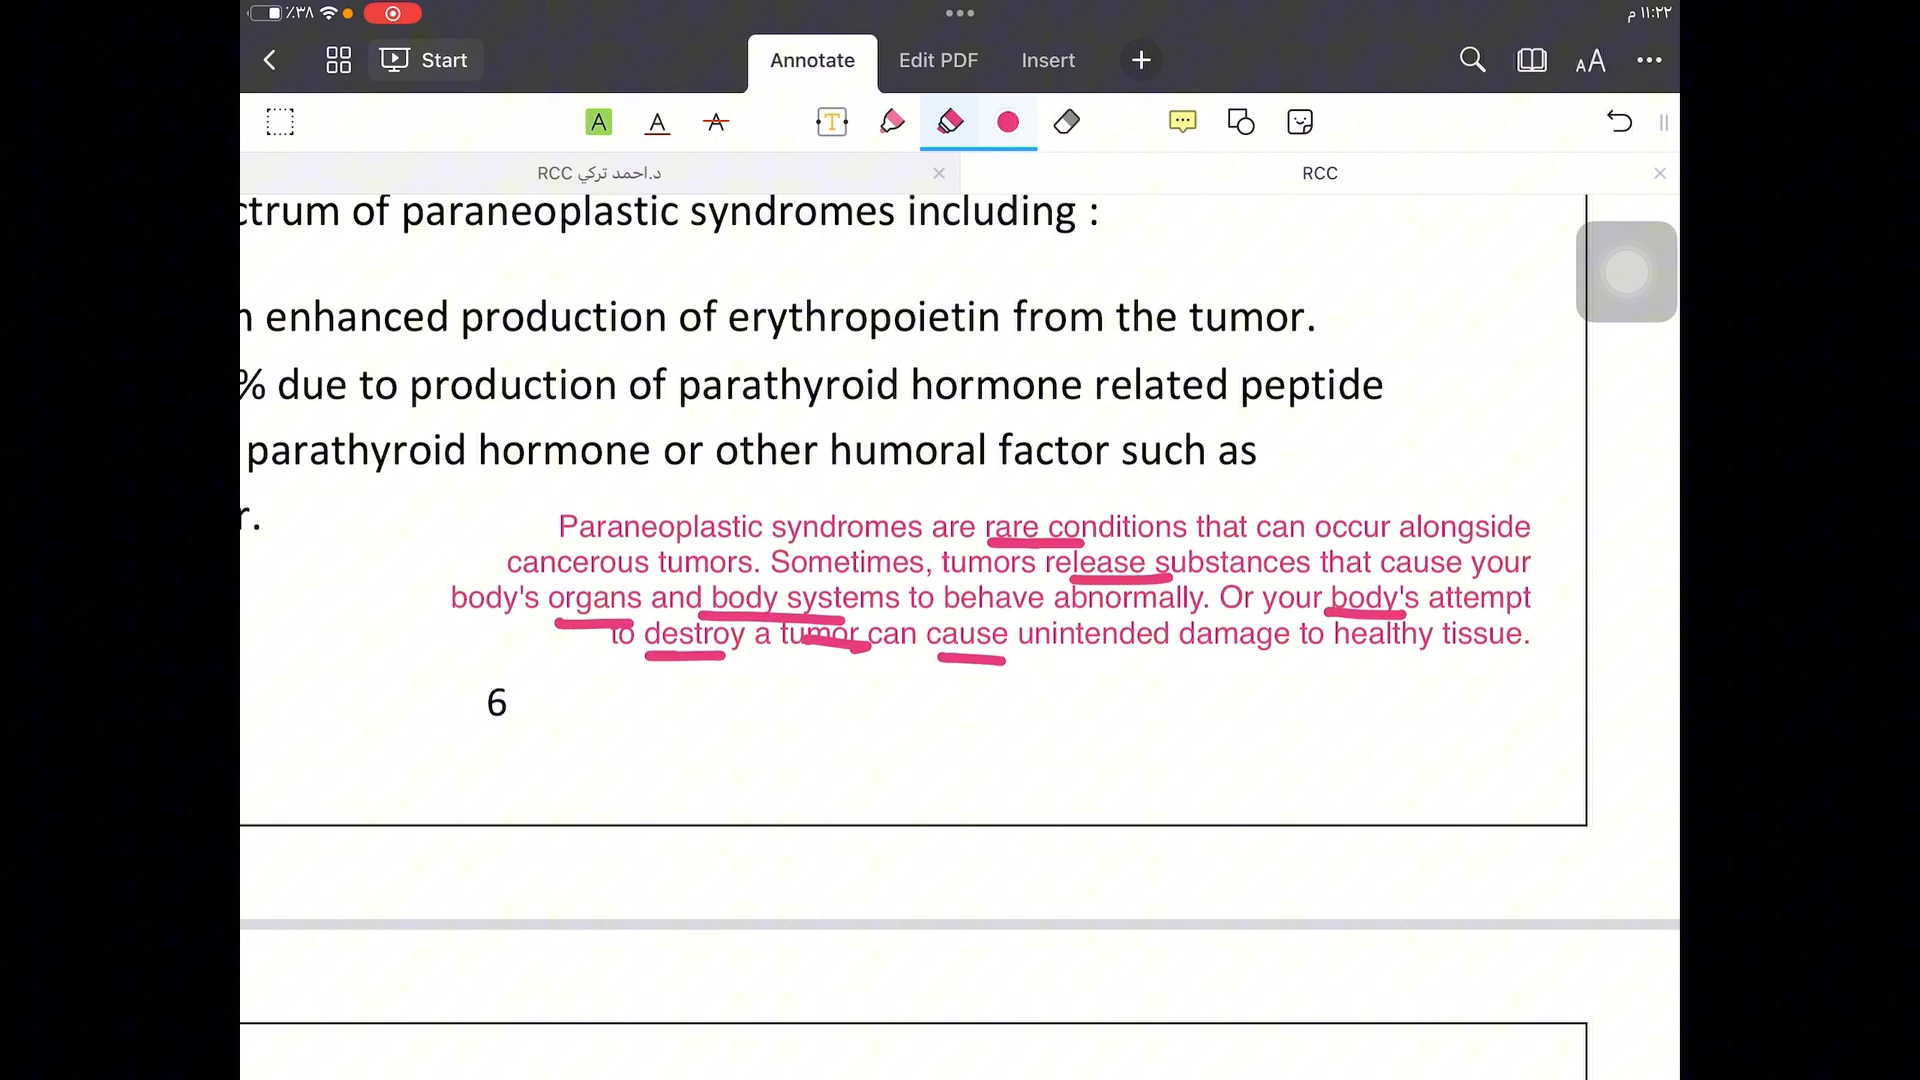 ٪٣٨
١١:٢٢ م
Start
Annotate
Edit PDF
Insert
AA
A
A
A
T
RCC د.احمد تركي
RCC
ctrum of paraneoplastic syndromes including :
enhanced production of erythropoietin from the tumor.
% due to production of parathyroid hormone related peptide
parathyroid hormone or other humoral factor such as
r.
Paraneoplastic syndromes are rare conditions that can occur alongside
cancerous tumors. Sometimes, tumors release substances that cause your
body's organs and body systems to behave abnormally. Or your body's attempt
to destroy a tumor can cause unintended damage to healthy tissue.
6